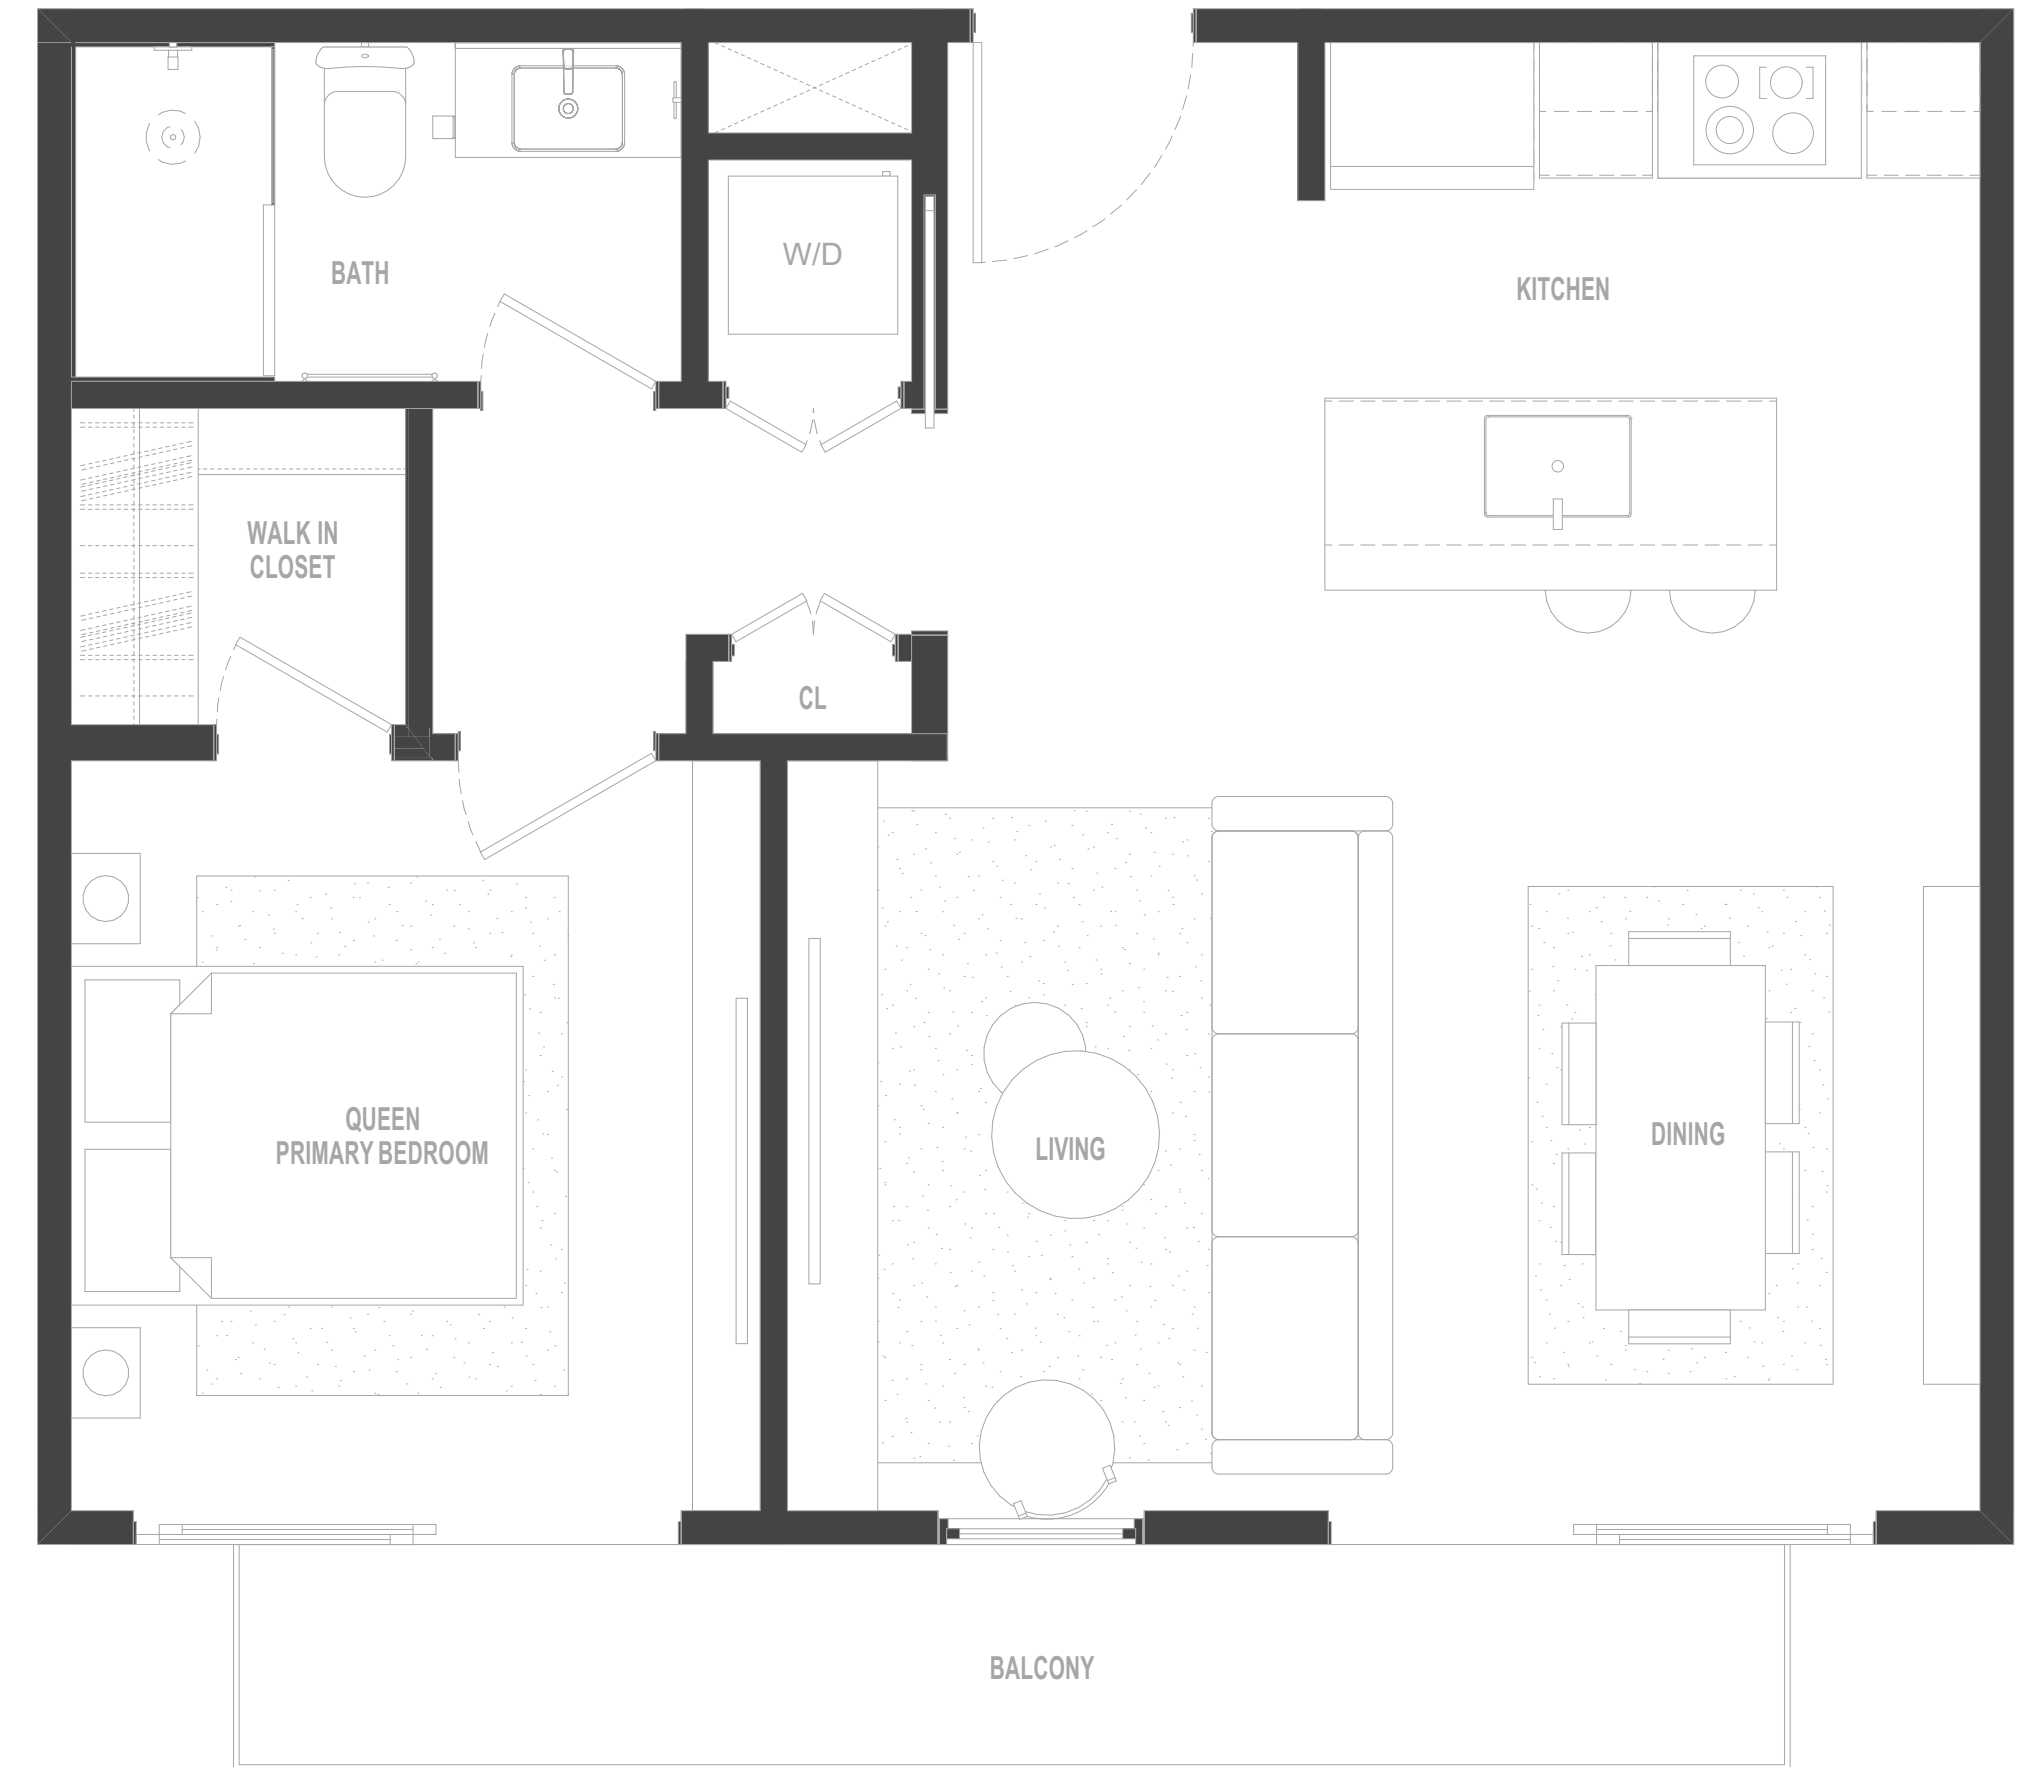 W/D
BATH
KITCHEN
WALK IN
CLOSET
CL
QUEEN
PRIMARY BEDROOM
LIVING
DINING
BALCONY